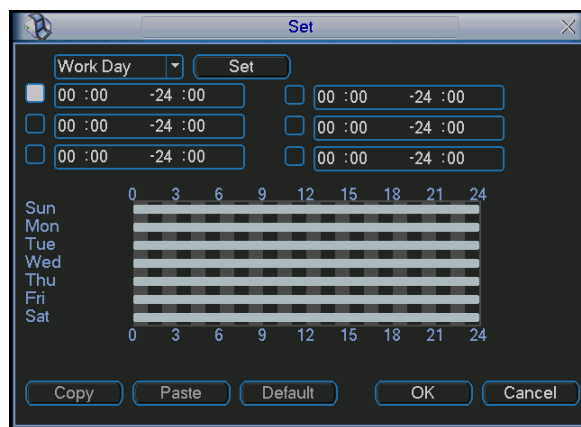 Set
Work Day Set
00 :00 -24 :00 00 :00 -24 :00
00 :00 -24 :00 00 :00 -24 :00
00 :00 -24 :00 00 :00 -24 :00
0 3 6 9 12 15 18 21 24
Sun
Mon
Tue
Wed
Thu
Fri
Sat
0 3 6 9 12 15 18 21 24
Copy Paste Default OK Cancel